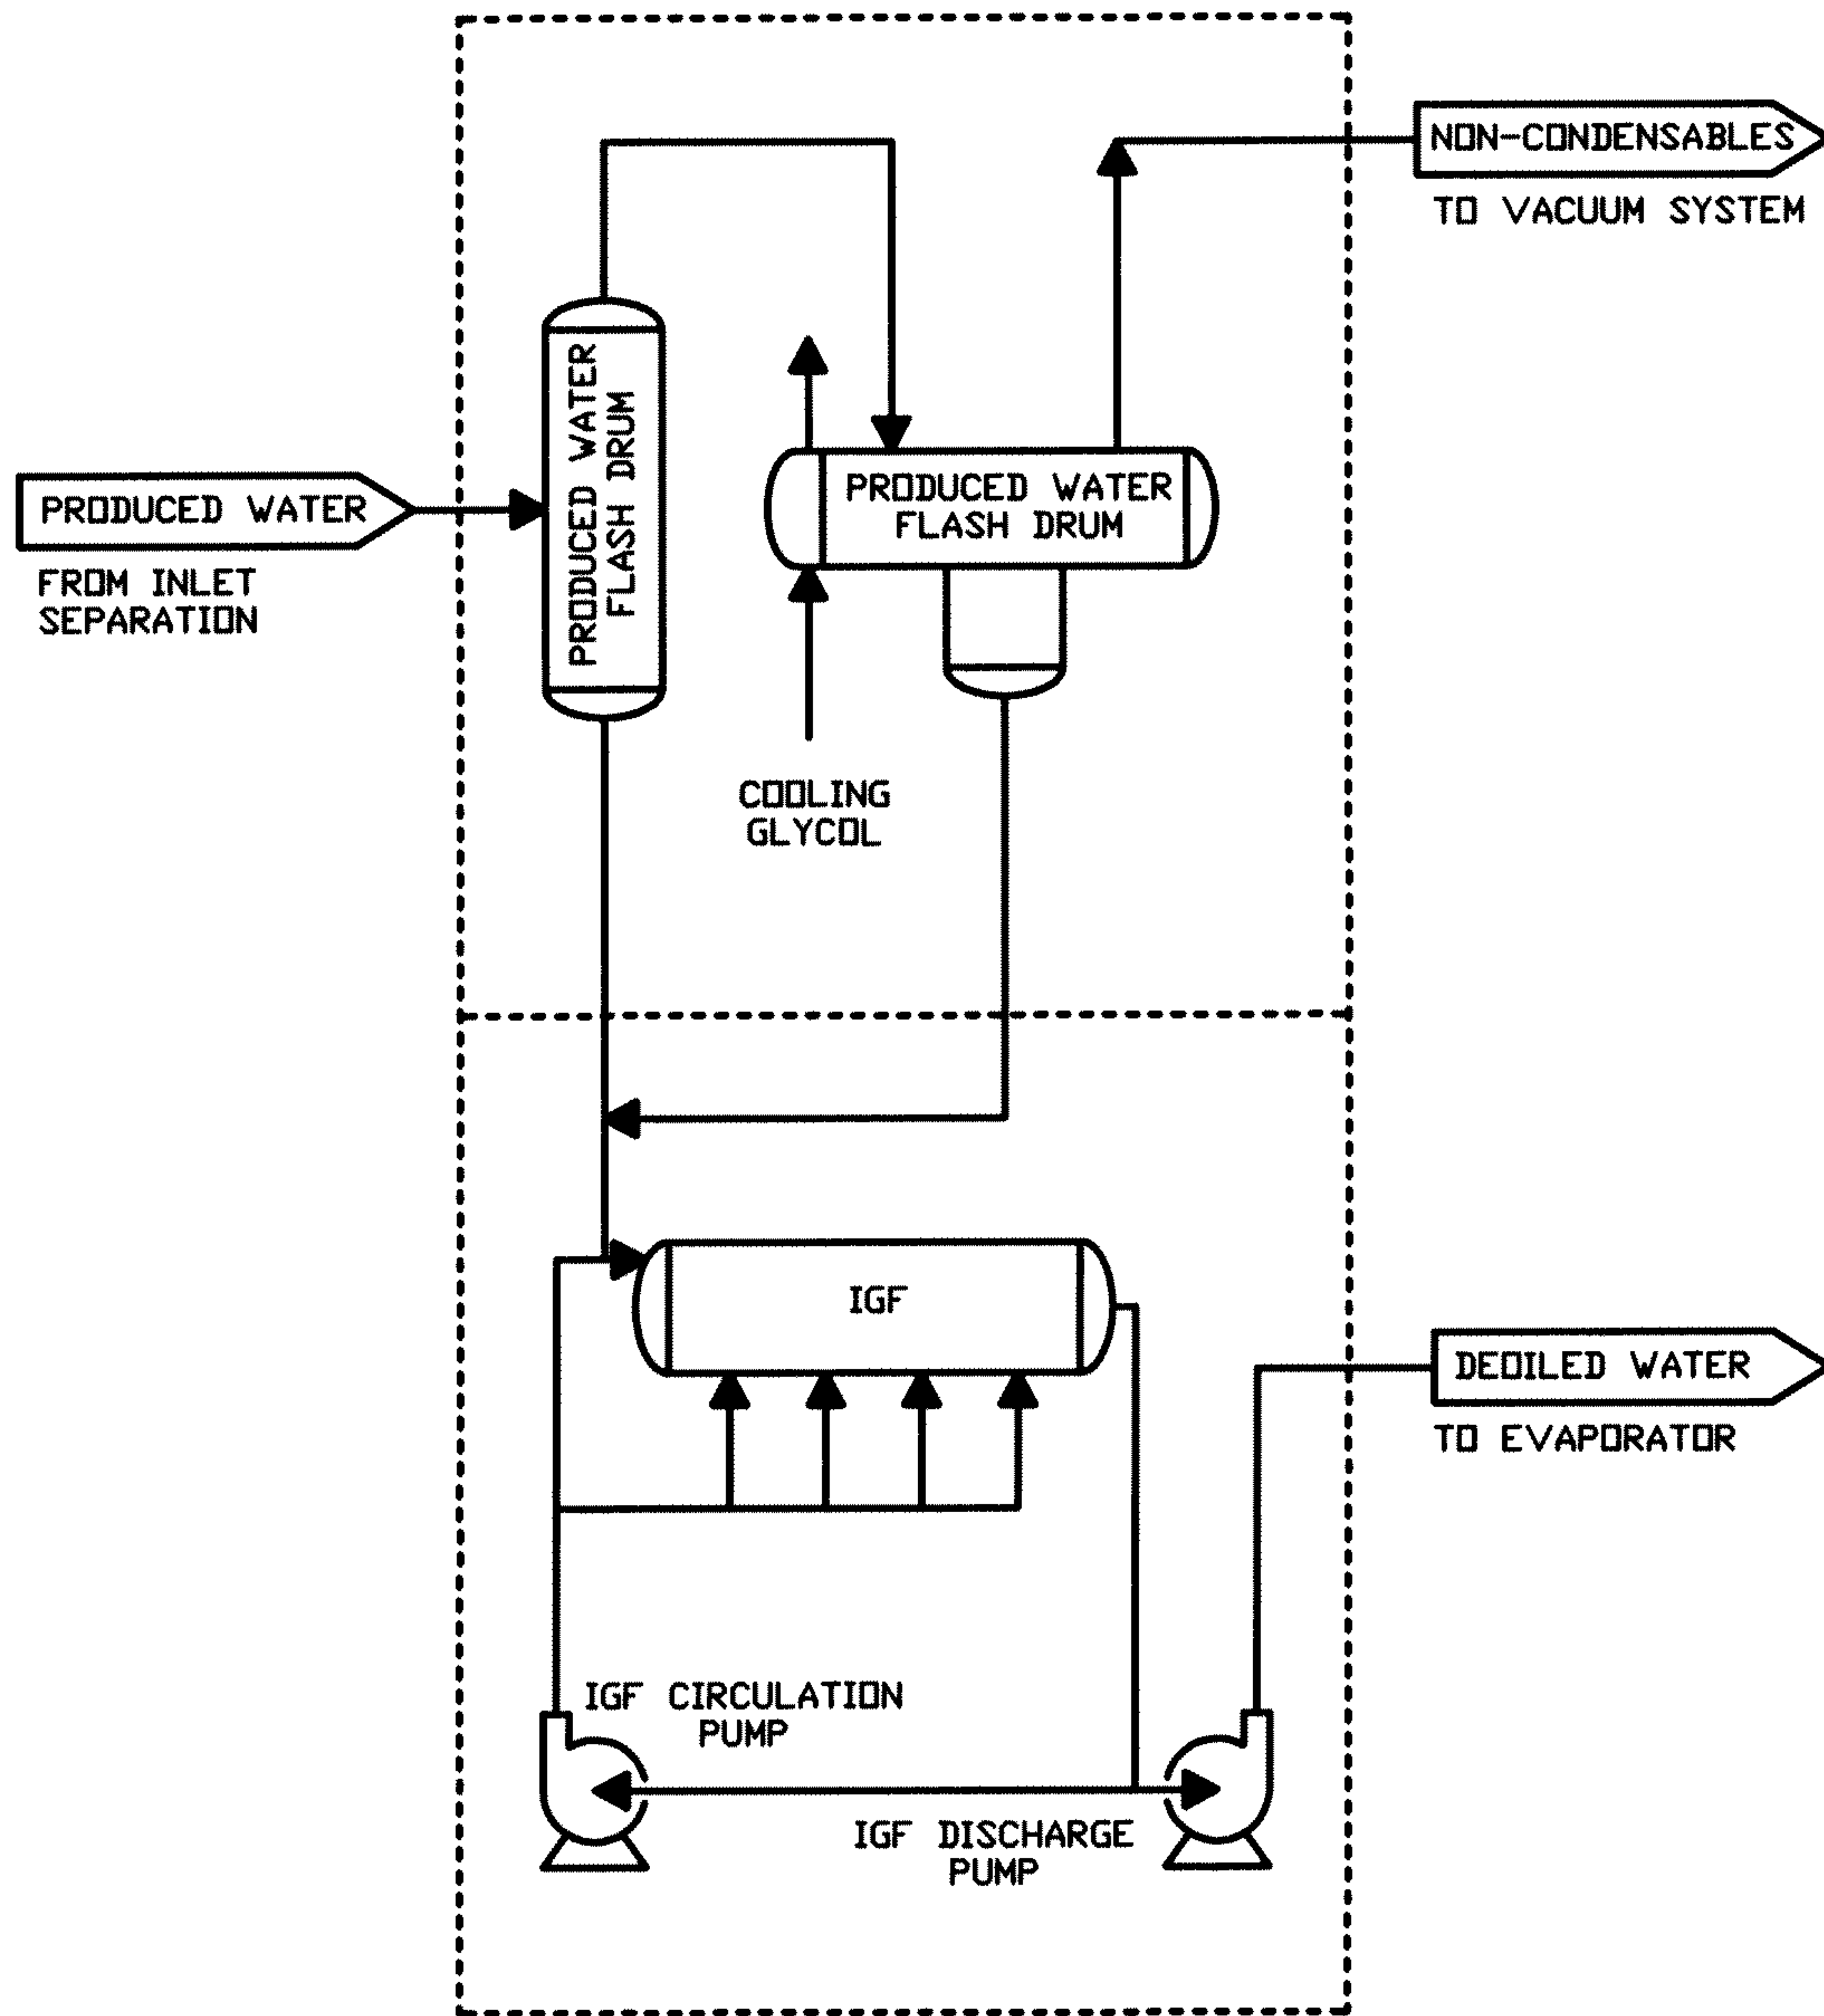 NON-CONDENSABLES
TO VACUUM SYSTEM
PRODUCED WATER
FROM INLET
SEPARATION
PRODUCED WATER
FLASH DRUM
PRODUCED WATER
FLASH DRUM
COOLING
GLYCOL
IGF
DEOILED WATER
TO EVAPORATOR
IGF CIRCULATION
PUMP
IGF DISCHARGE
PUMP